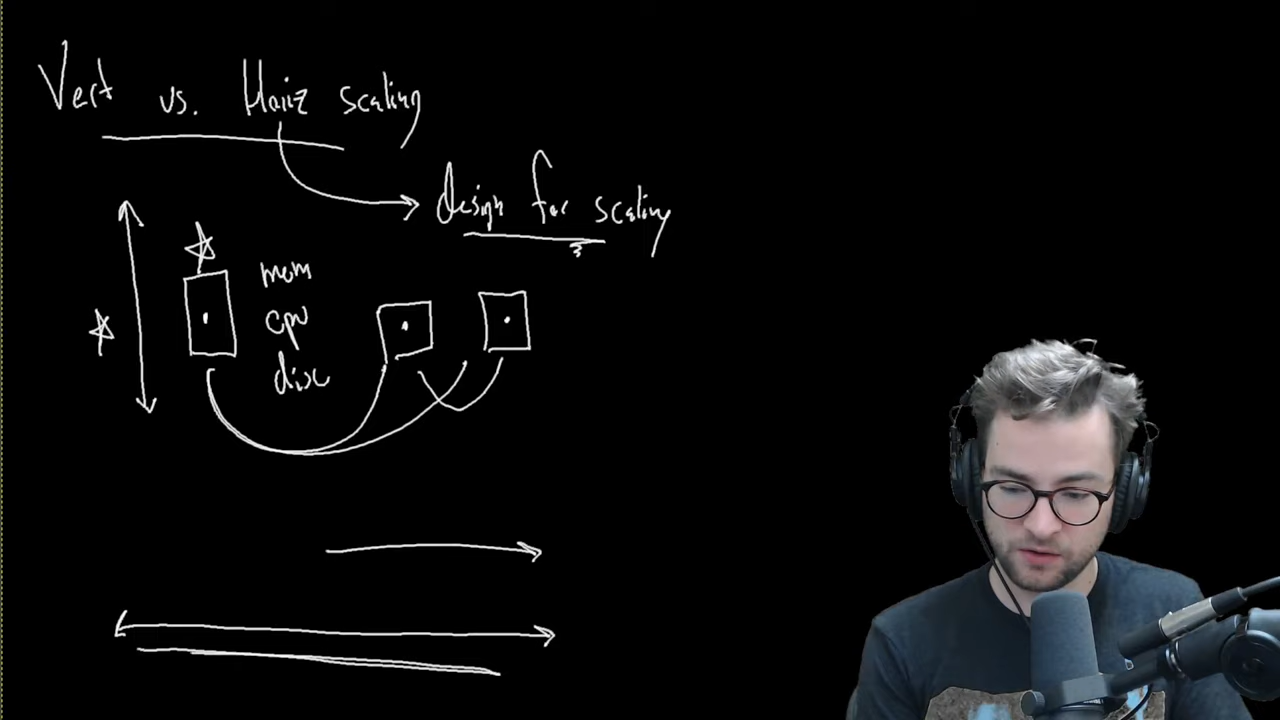 Vert vs. Horiz scaling
design for scaling
mem
cpu
disc